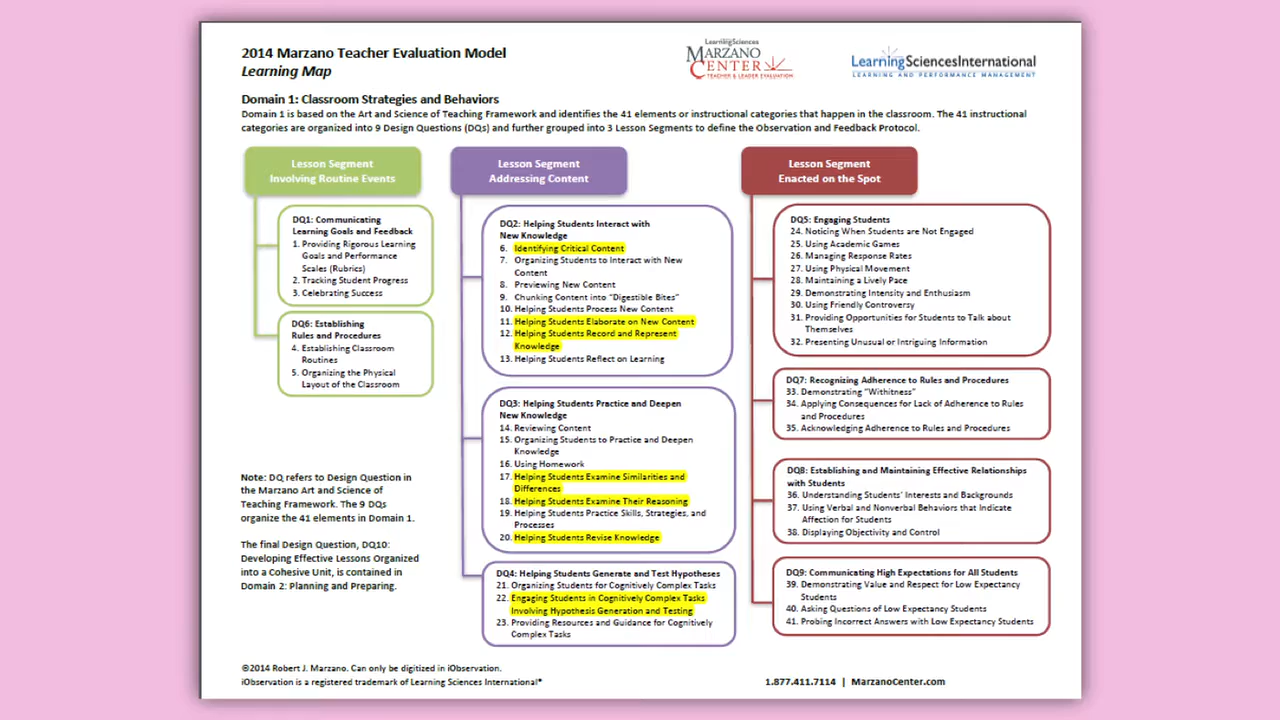 2014 Marzano Teacher Evaluation Model
Learning Map
LearningSciences
MARZANO
CENTER
TEACHER & LEADER EVALUATION
LearningSciencesInternational
LEARNING AND PERFORMANCE MANAGEMENT
Domain 1: Classroom Strategies and Behaviors
Domain 1 is based on the Art and Science of Teaching Framework and identifies the 41 elements or instructional categories that happen in the classroom. The 41 instructional
categories are organized into 9 Design Questions (DQs) and further grouped into 3 Lesson Segments to define the Observation and Feedback Protocol.
Lesson Segment
Involving Routine Events
DQ1: Communicating
Learning Goals and Feedback
1. Providing Rigorous Learning
Goals and Performance
Scales (Rubrics)
2. Tracking Student Progress
3. Celebrating Success
DQ6: Establishing
Rules and Procedures
4. Establishing Classroom
Routines
5. Organizing the Physical
Layout of the Classroom
Note: DQ refers to Design Question in
the Marzano Art and Science of
Teaching Framework. The 9 DQs
organize the 41 elements in Domain 1.
The final Design Question, DQ10:
Developing Effective Lessons Organized
into a Cohesive Unit, is contained in
Domain 2: Planning and Preparing.
Lesson Segment
Addressing Content
DQ2: Helping Students Interact with
New Knowledge
6. Identifying Critical Content
7. Organizing Students to Interact with New
Content
8. Previewing New Content
9. Chunking Content into “Digestible Bites”
10. Helping Students Process New Content
11. Helping Students Elaborate on New Content
12. Helping Students Record and Represent
Knowledge
13. Helping Students Reflect on Learning
DQ3: Helping Students Practice and Deepen
New Knowledge
14. Reviewing Content
15. Organizing Students to Practice and Deepen
Knowledge
16. Using Homework
17. Helping Students Examine Similarities and
Differences
18. Helping Students Examine Their Reasoning
19. Helping Students Practice Skills, Strategies, and
Processes
20. Helping Students Revise Knowledge
DQ4: Helping Students Generate and Test Hypotheses
21. Organizing Students for Cognitively Complex Tasks
22. Engaging Students in Cognitively Complex Tasks
Involving Hypothesis Generation and Testing
23. Providing Resources and Guidance for Cognitively
Complex Tasks
Lesson Segment
Enacted on the Spot
DQ5: Engaging Students
24. Noticing When Students are Not Engaged
25. Using Academic Games
26. Managing Response Rates
27. Using Physical Movement
28. Maintaining a Lively Pace
29. Demonstrating Intensity and Enthusiasm
30. Using Friendly Controversy
31. Providing Opportunities for Students to Talk about
Themselves
32. Presenting Unusual or Intriguing Information
DQ7: Recognizing Adherence to Rules and Procedures
33. Demonstrating “Withitness”
34. Applying Consequences for Lack of Adherence to Rules
and Procedures
35. Acknowledging Adherence to Rules and Procedures
DQ8: Establishing and Maintaining Effective Relationships
with Students
36. Understanding Students’ Interests and Backgrounds
37. Using Verbal and Nonverbal Behaviors that Indicate
Affection for Students
38. Displaying Objectivity and Control
DQ9: Communicating High Expectations for All Students
39. Demonstrating Value and Respect for Low Expectancy
Students
40. Asking Questions of Low Expectancy Students
41. Probing Incorrect Answers with Low Expectancy Students
©2014 Robert J. Marzano. Can only be digitized in iObservation.
iObservation is a registered trademark of Learning Sciences International®
1.877.411.7114 | MarzanoCenter.com